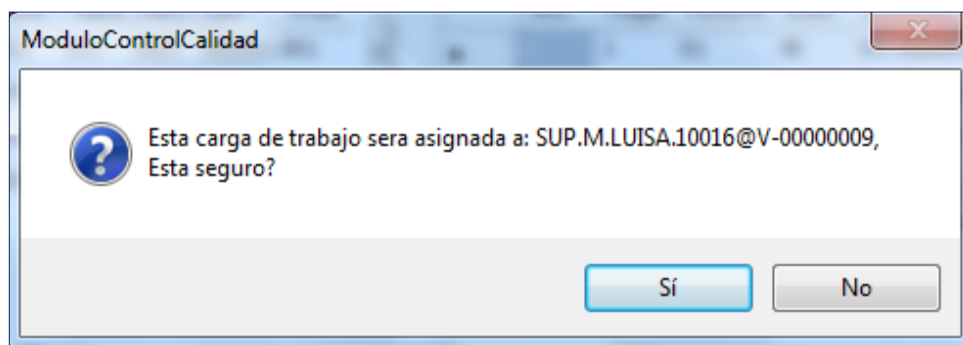 ModuloControlCalidad
Esta carga de trabajo sera asignada a: SUP.M.LUISA.10016@V-00000009,
Esta seguro?
Sí
No